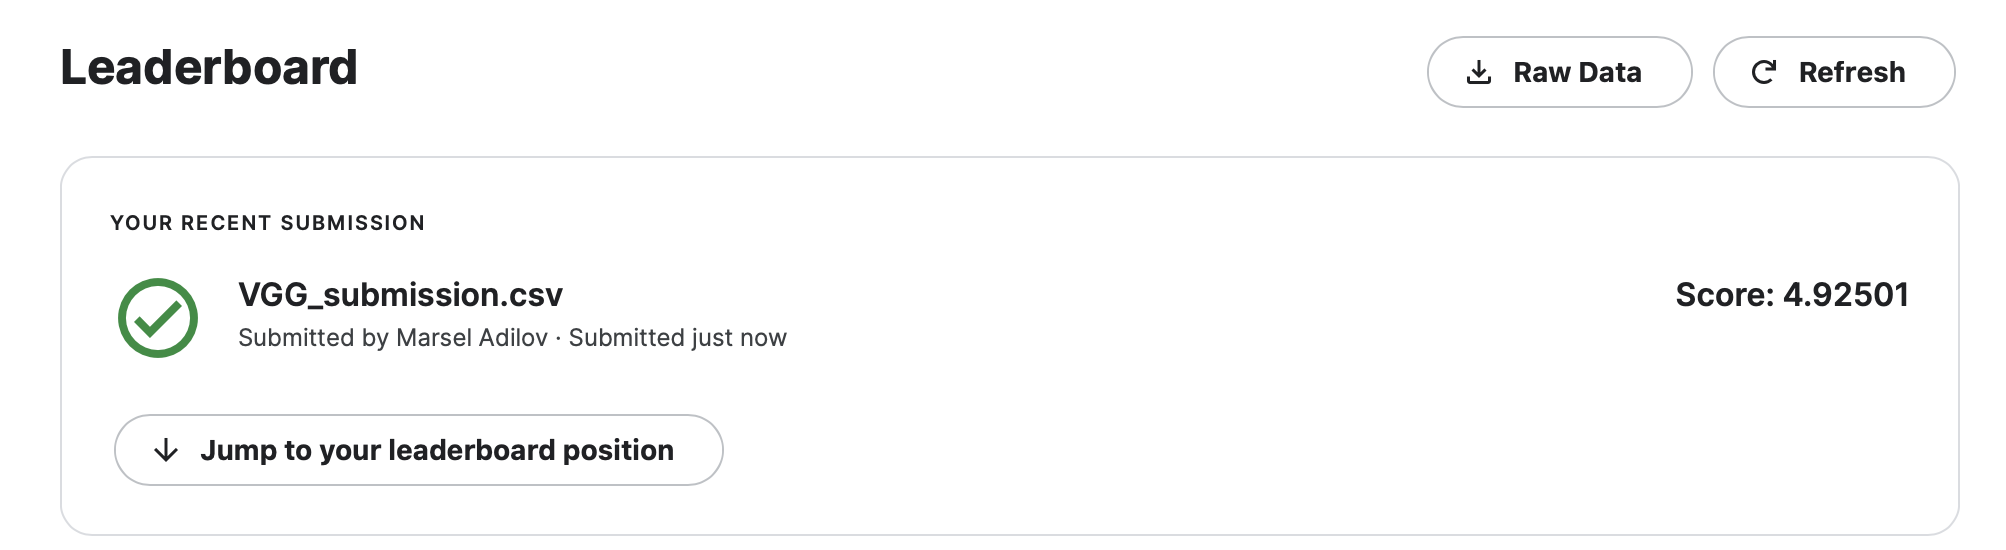 Leaderboard
Raw Data
Refresh
YOUR RECENT SUBMISSION
VGG_submission.csv
Score: 4.92501
Submitted by Marsel Adilov · Submitted just now
Jump to your leaderboard position